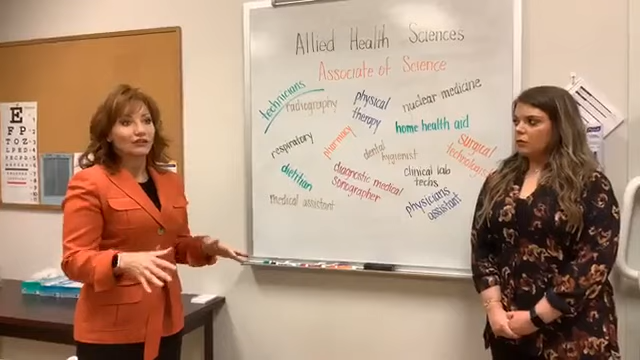 Allied Health Sciences
Associate of Science
technicians
radiography
physical
therapy
nuclear medicine
home health aid
respiratory
pharmacy
dental
hygienist
surgical
technologist
dietitian
diagnostic medical
sonographer
clinical lab
techs
medical assistant
physicians
assistant
E
F P
T O Z